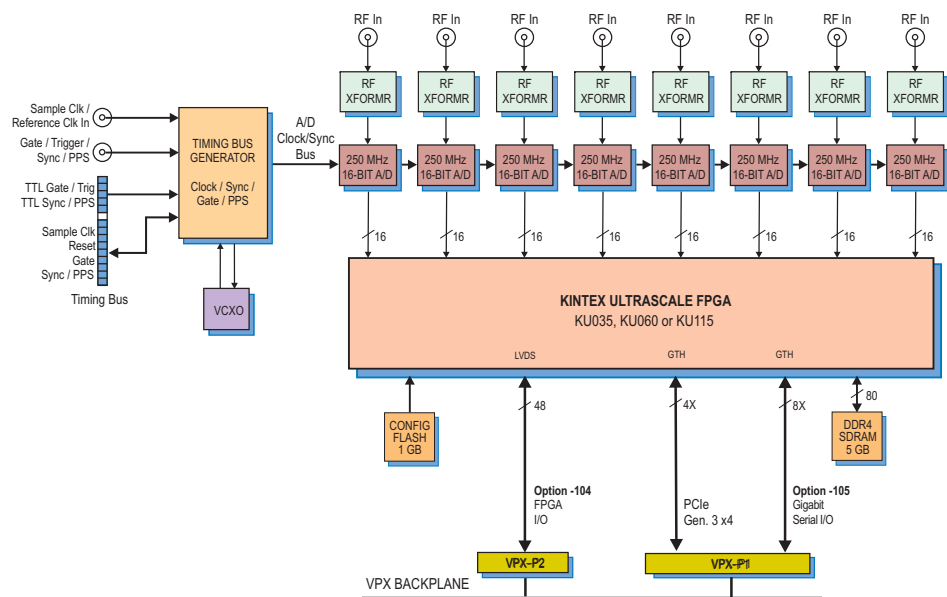 RF In RF In RF In RF In RF In RF In RF In RF In
RF RF RF RF RF RF RF RF
XFORMR XFORMR XFORMR XFORMR XFORMR XFORMR XFORMR XFORMR
Sample Clk /
Reference Clk In
Gate / Trigger /
Sync / PPS
TTL Gate / Trig
TTL Sync / PPS
Sample Clk
Reset
Gate
Sync / PPS
Timing Bus
TIMING BUS
GENERATOR
Clock / Sync /
Gate / PPS
VCXO
A/D
Clock/Sync
Bus
250 MHz 250 MHz 250 MHz 250 MHz 250 MHz 250 MHz 250 MHz 250 MHz
16-BIT A/D 16-BIT A/D 16-BIT A/D 16-BIT A/D 16-BIT A/D 16-BIT A/D 16-BIT A/D 16-BIT A/D
16 16 16 16 16 16 16 16
KINTEX ULTRASCALE FPGA
KU035, KU060 or KU115
LVDS GTH GTH
48 4X 8X 80
CONFIG
FLASH
1 GB
DDR4
SDRAM
5 GB
Option -104
FPGA
I/O
PCIe
Gen. 3 x4
Option -105
Gigabit
Serial I/O
VPX-P2 VPX-P1
VPX BACKPLANE